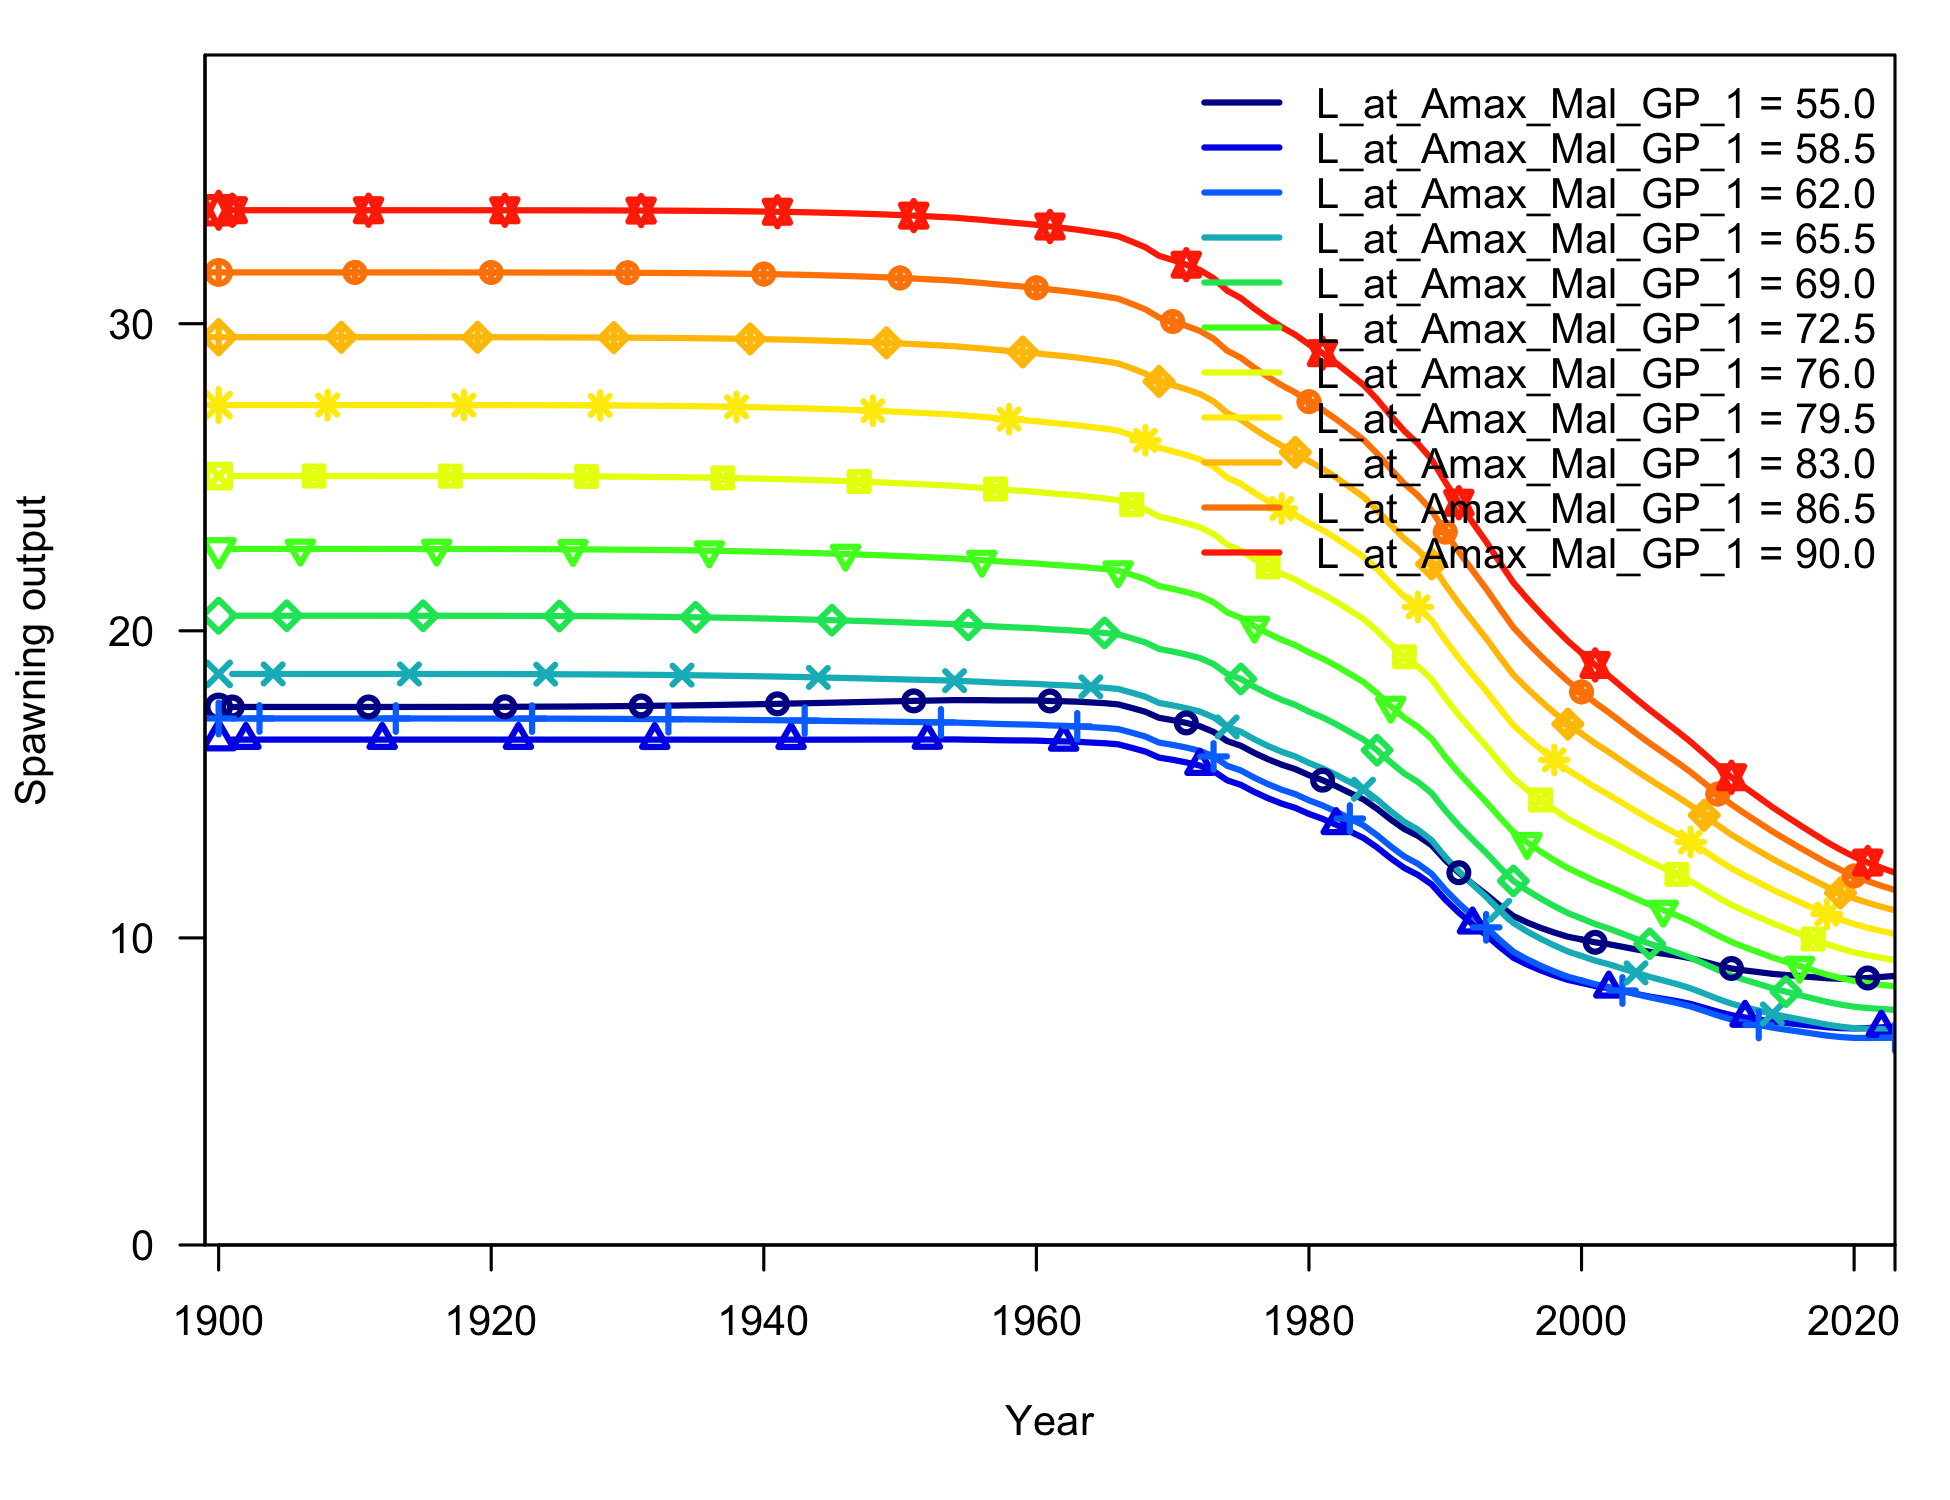 L_at_Amax_Mal_GP_1 = 55.0
L_at_Amax_Mal_GP_1 = 58.5
L_at_Amax_Mal_GP_1 = 62.0
L_at_Amax_Mal_GP_1 = 65.5
L_at_Amax_Mal_GP_1 = 69.0
L_at_Amax_Mal_GP_1 = 72.5
L_at_Amax_Mal_GP_1 = 76.0
L_at_Amax_Mal_GP_1 = 79.5
L_at_Amax_Mal_GP_1 = 83.0
L_at_Amax_Mal_GP_1 = 86.5
L_at_Amax_Mal_GP_1 = 90.0
Spawning output
30
20
10
0
1900 1920 1940 1960 1980 2000 2020
Year